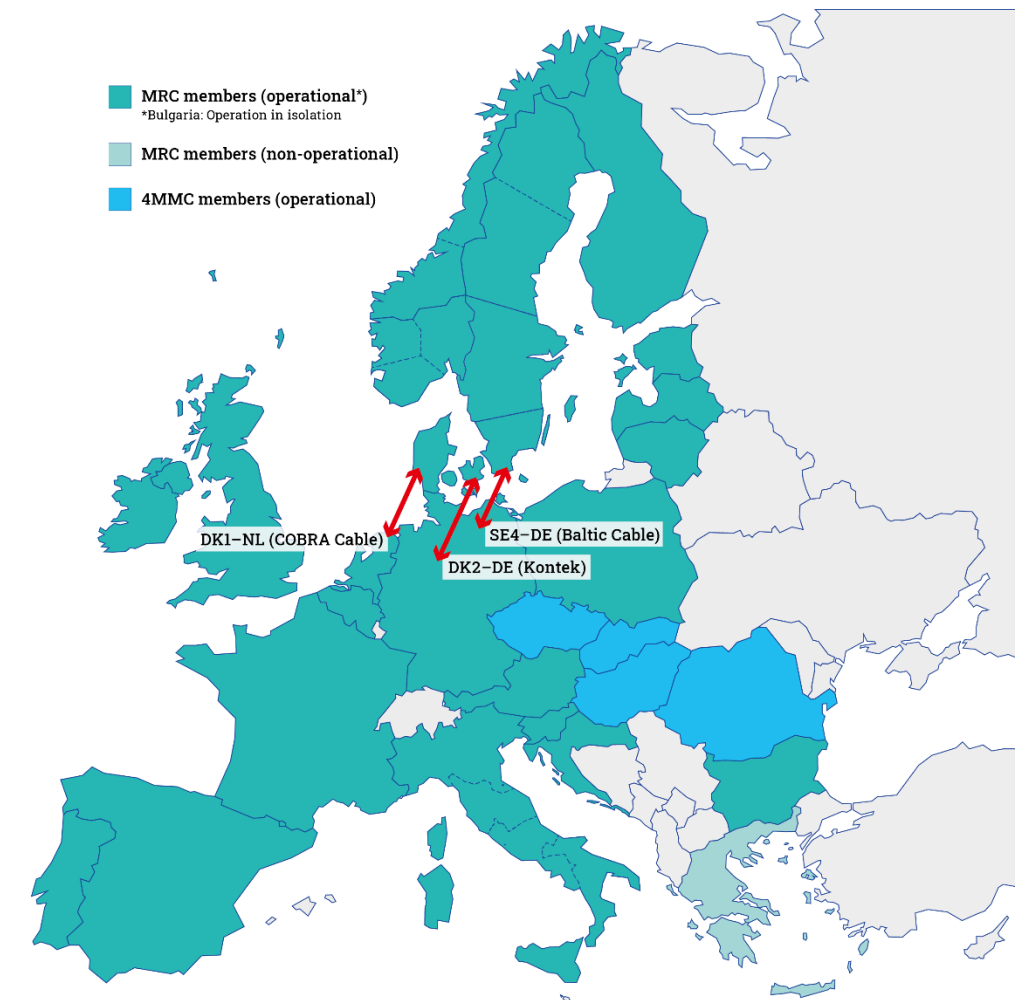 MRC members (operational*)
*Bulgaria: Operation in isolation
MRC members (non-operational)
4MMC members (operational)
DK1–NL (COBRA Cable)
SE4–DE (Baltic Cable)
DK2–DE (Kontek)